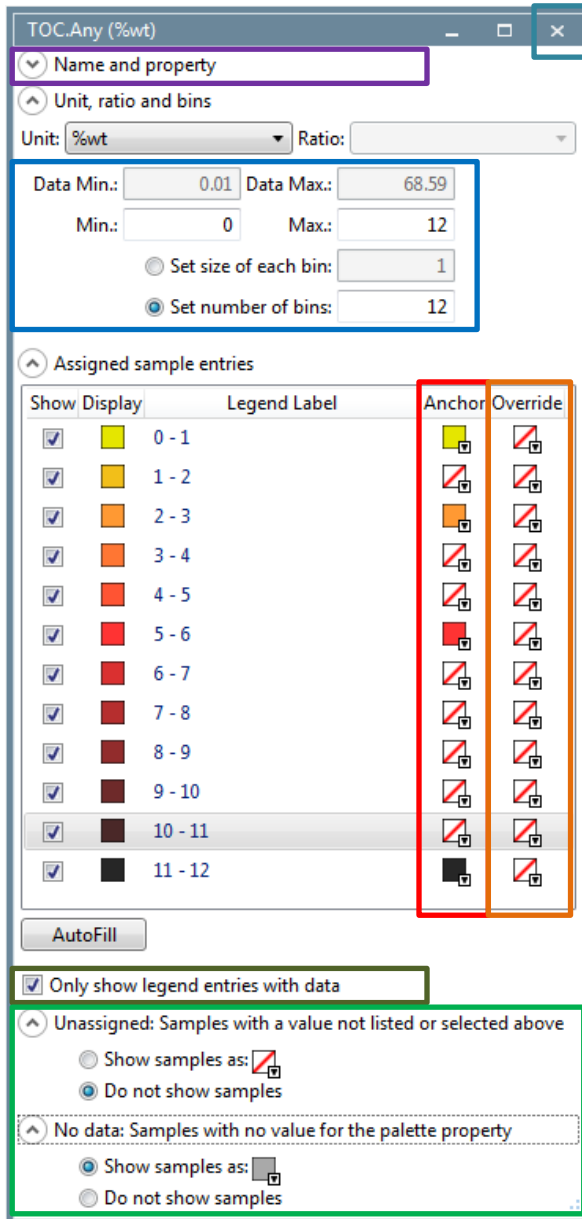 TOC.Any (%wt)
Name and property
Unit, ratio and bins
Unit: %wt Ratio:
Data Min.: 0.01 Data Max.: 68.59
Min.: 0 Max.: 12
Set size of each bin: 1
Set number of bins: 12
Assigned sample entries
Show Display Legend Label Anchor Override
0 - 1
1 - 2
2 - 3
3 - 4
4 - 5
5 - 6
6 - 7
7 - 8
8 - 9
9 - 10
10 - 11
11 - 12
AutoFill
Only show legend entries with data
Unassigned: Samples with a value not listed or selected above
Show samples as:
Do not show samples
No data: Samples with no value for the palette property
Show samples as:
Do not show samples